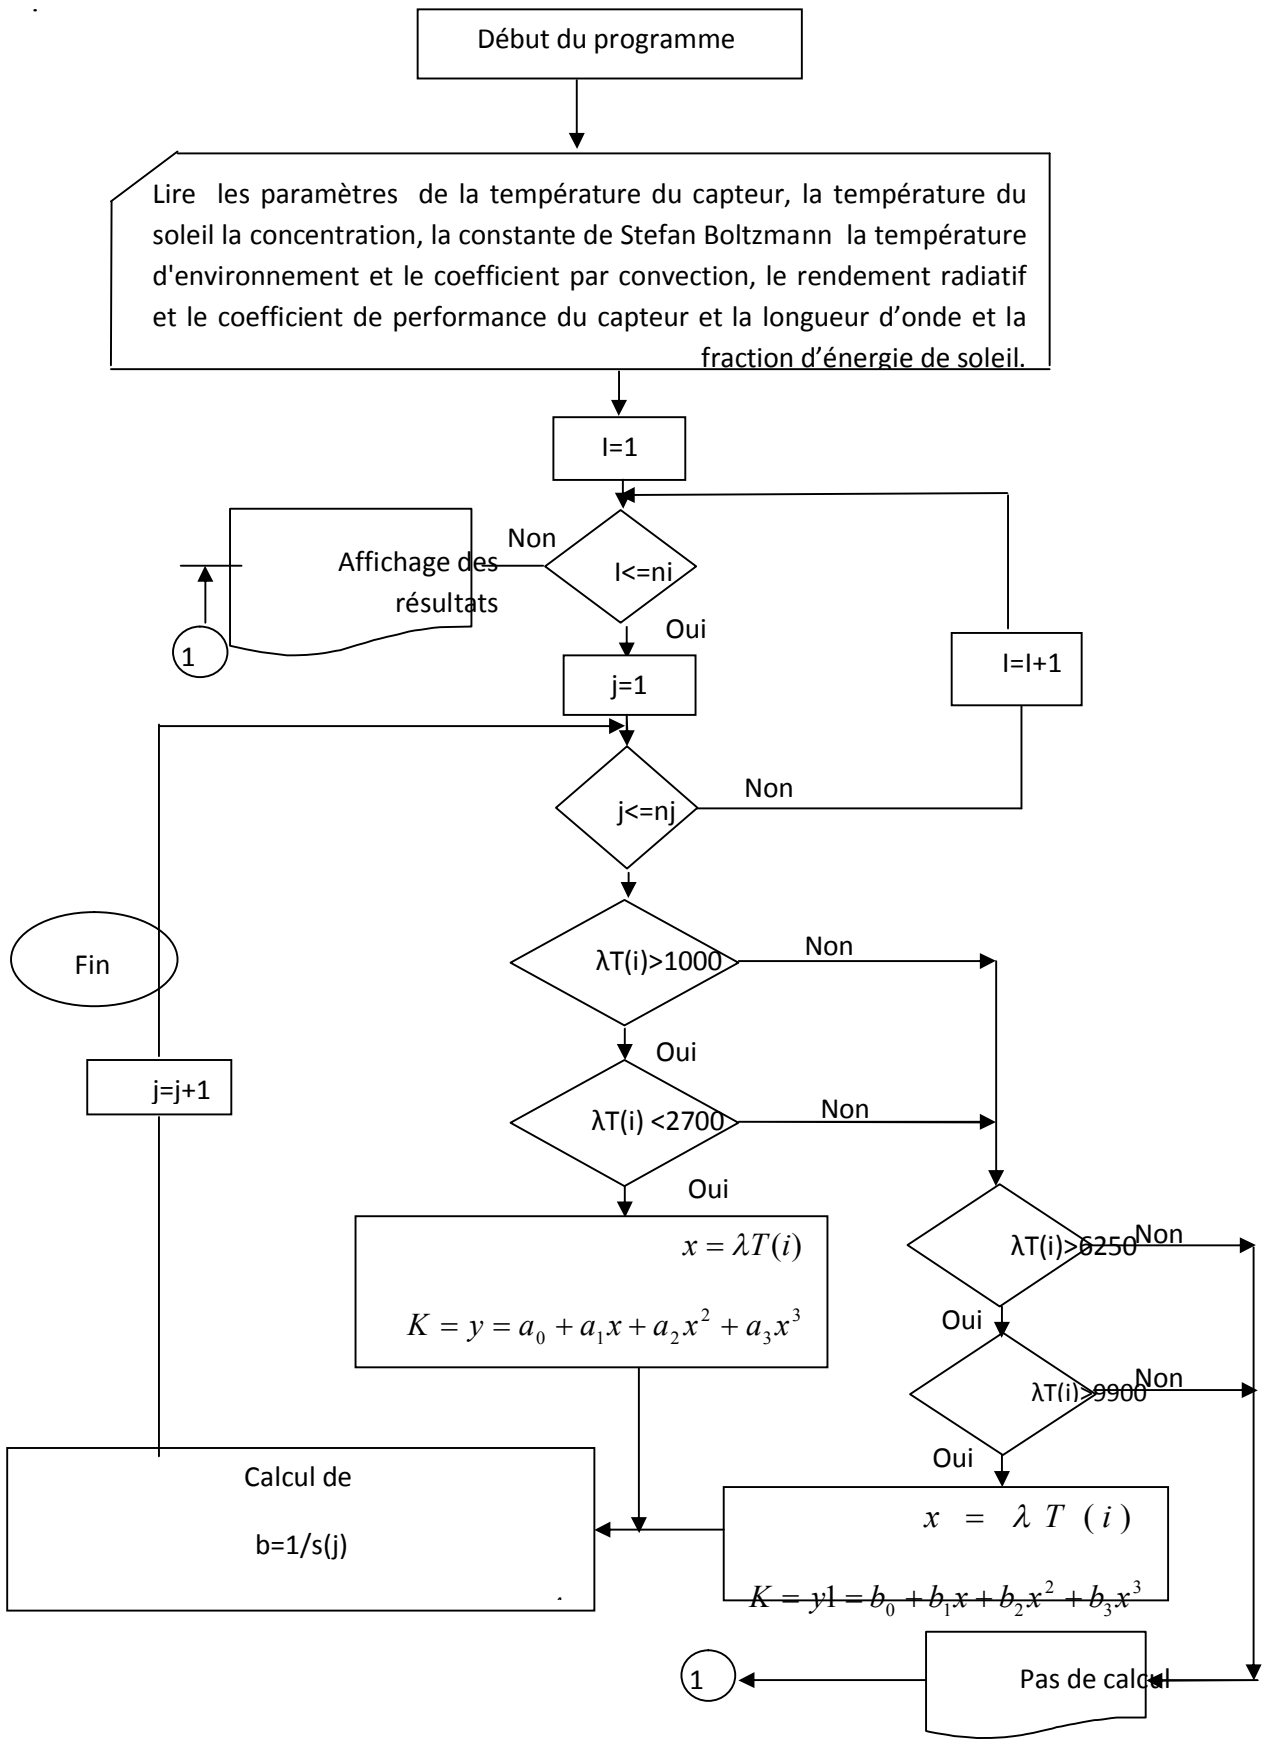 Début du programme
Lire les paramètres de la température du capteur, la température du
soleil la concentration, la constante de Stefan Boltzmann la température
d'environnement et le coefficient par convection, le rendement radiatif
et le coefficient de performance du capteur et la longueur d’onde et la
fraction d’énergie de soleil.
I=1
Non
Affichage des
résultats
I<=ni
Oui
1
I=I+1
j=1
Non
j<=nj
Fin
λT(i)>1000
Non
Oui
j=j+1
λT(i) <2700
Non
Oui
x = λT(i)
K = y = a₀ + a₁x + a₂x² + a₃x³
λT(i)>6250
Non
Oui
λT(i)>9900
Non
Oui
Calcul de
b=1/s(j)
x = λ T (i)
K = y1 = b₀ + b₁x + b₂x² + b₃x³
1
Pas de calcul